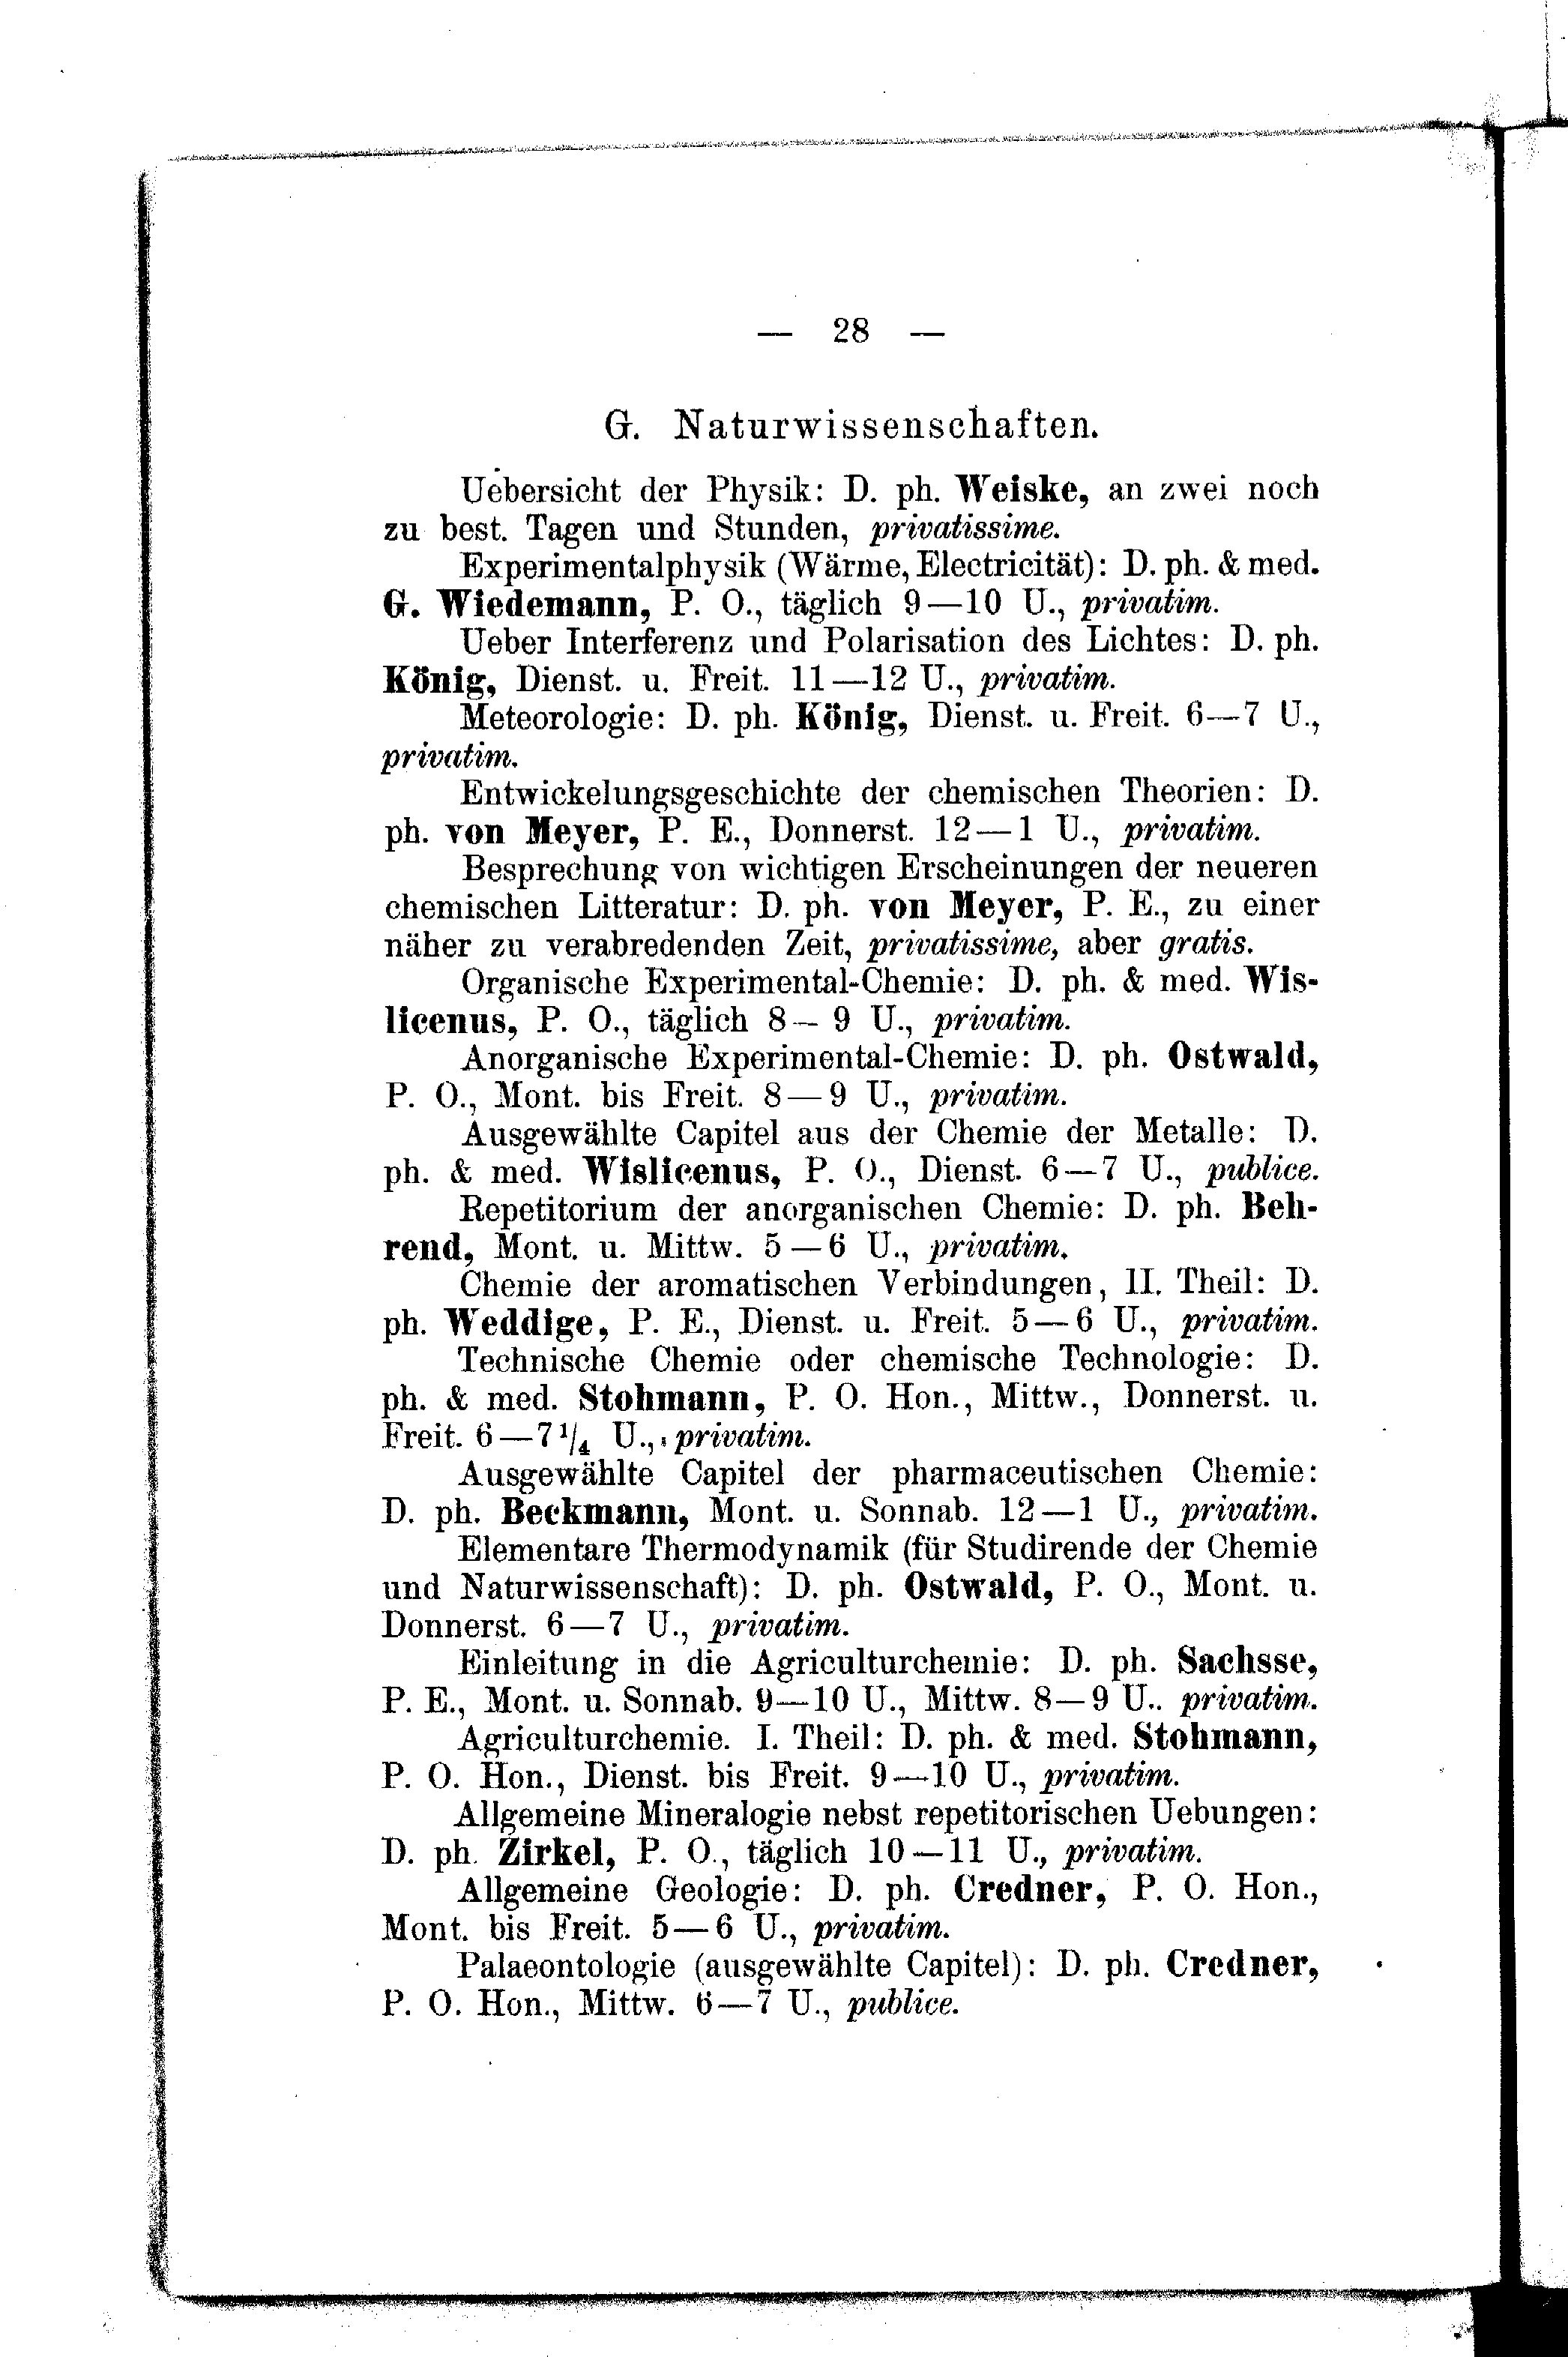 — 28 —
G. Naturwissenschaften.
Uebersicht der Physik: D. ph. Weiske, an zwei noch
zu best. Tagen und Stunden, privatissime.
Experimentalphysik (Wärme, Electricität): D. ph. & med.
G. Wiedemann, P. O., täglich 9—10 U., privatim.
Ueber Interferenz und Polarisation des Lichtes: D. ph.
König, Dienst. u. Freit. 11—12 U., privatim.
Meteorologie: D. ph. König, Dienst. u. Freit. 6—7 U.,
privatim.
Entwickelungsgeschichte der chemischen Theorien: D.
ph. von Meyer, P. E., Donnerst. 12—1 U., privatim.
Besprechung von wichtigen Erscheinungen der neueren
chemischen Litteratur: D. ph. von Meyer, P. E., zu einer
näher zu verabredenden Zeit, privatissime, aber gratis.
Organische Experimental-Chemie: D. ph. & med. Wis-
licenus, P. O., täglich 8—9 U., privatim.
Anorganische Experimental-Chemie: D. ph. Ostwald,
P. O., Mont. bis Freit. 8—9 U., privatim.
Ausgewählte Capitel aus der Chemie der Metalle: D.
ph. & med. Wislicenus, P. O., Dienst. 6—7 U., publice.
Repetitorium der anorganischen Chemie: D. ph. Beh-
rend, Mont. u. Mittw. 5—6 U., privatim.
Chemie der aromatischen Verbindungen, II. Theil: D.
ph. Weddige, P. E., Dienst. u. Freit. 5—6 U., privatim.
Technische Chemie oder chemische Technologie: D.
ph. & med. Stohmann, P. O. Hon., Mittw., Donnerst. u.
Freit. 6—7 1/4 U., privatim.
Ausgewählte Capitel der pharmaceutischen Chemie:
D. ph. Beckmann, Mont. u. Sonnab. 12—1 U., privatim.
Elementare Thermodynamik (für Studirende der Chemie
und Naturwissenschaft): D. ph. Ostwald, P. O., Mont. u.
Donnerst. 6—7 U., privatim.
Einleitung in die Agriculturchemie: D. ph. Sachsse,
P. E., Mont. u. Sonnab. 9—10 U., Mittw. 8—9 U.. privatim.
Agriculturchemie. I. Theil: D. ph. & med. Stohmann,
P. O. Hon., Dienst. bis Freit. 9—10 U., privatim.
Allgemeine Mineralogie nebst repetitorischen Uebungen:
D. ph. Zirkel, P. O., täglich 10—11 U., privatim.
Allgemeine Geologie: D. ph. Credner, P. O. Hon.,
Mont. bis Freit. 5—6 U., privatim.
Palaeontologie (ausgewählte Capitel): D. ph. Credner,
P. O. Hon., Mittw. 6—7 U., publice.